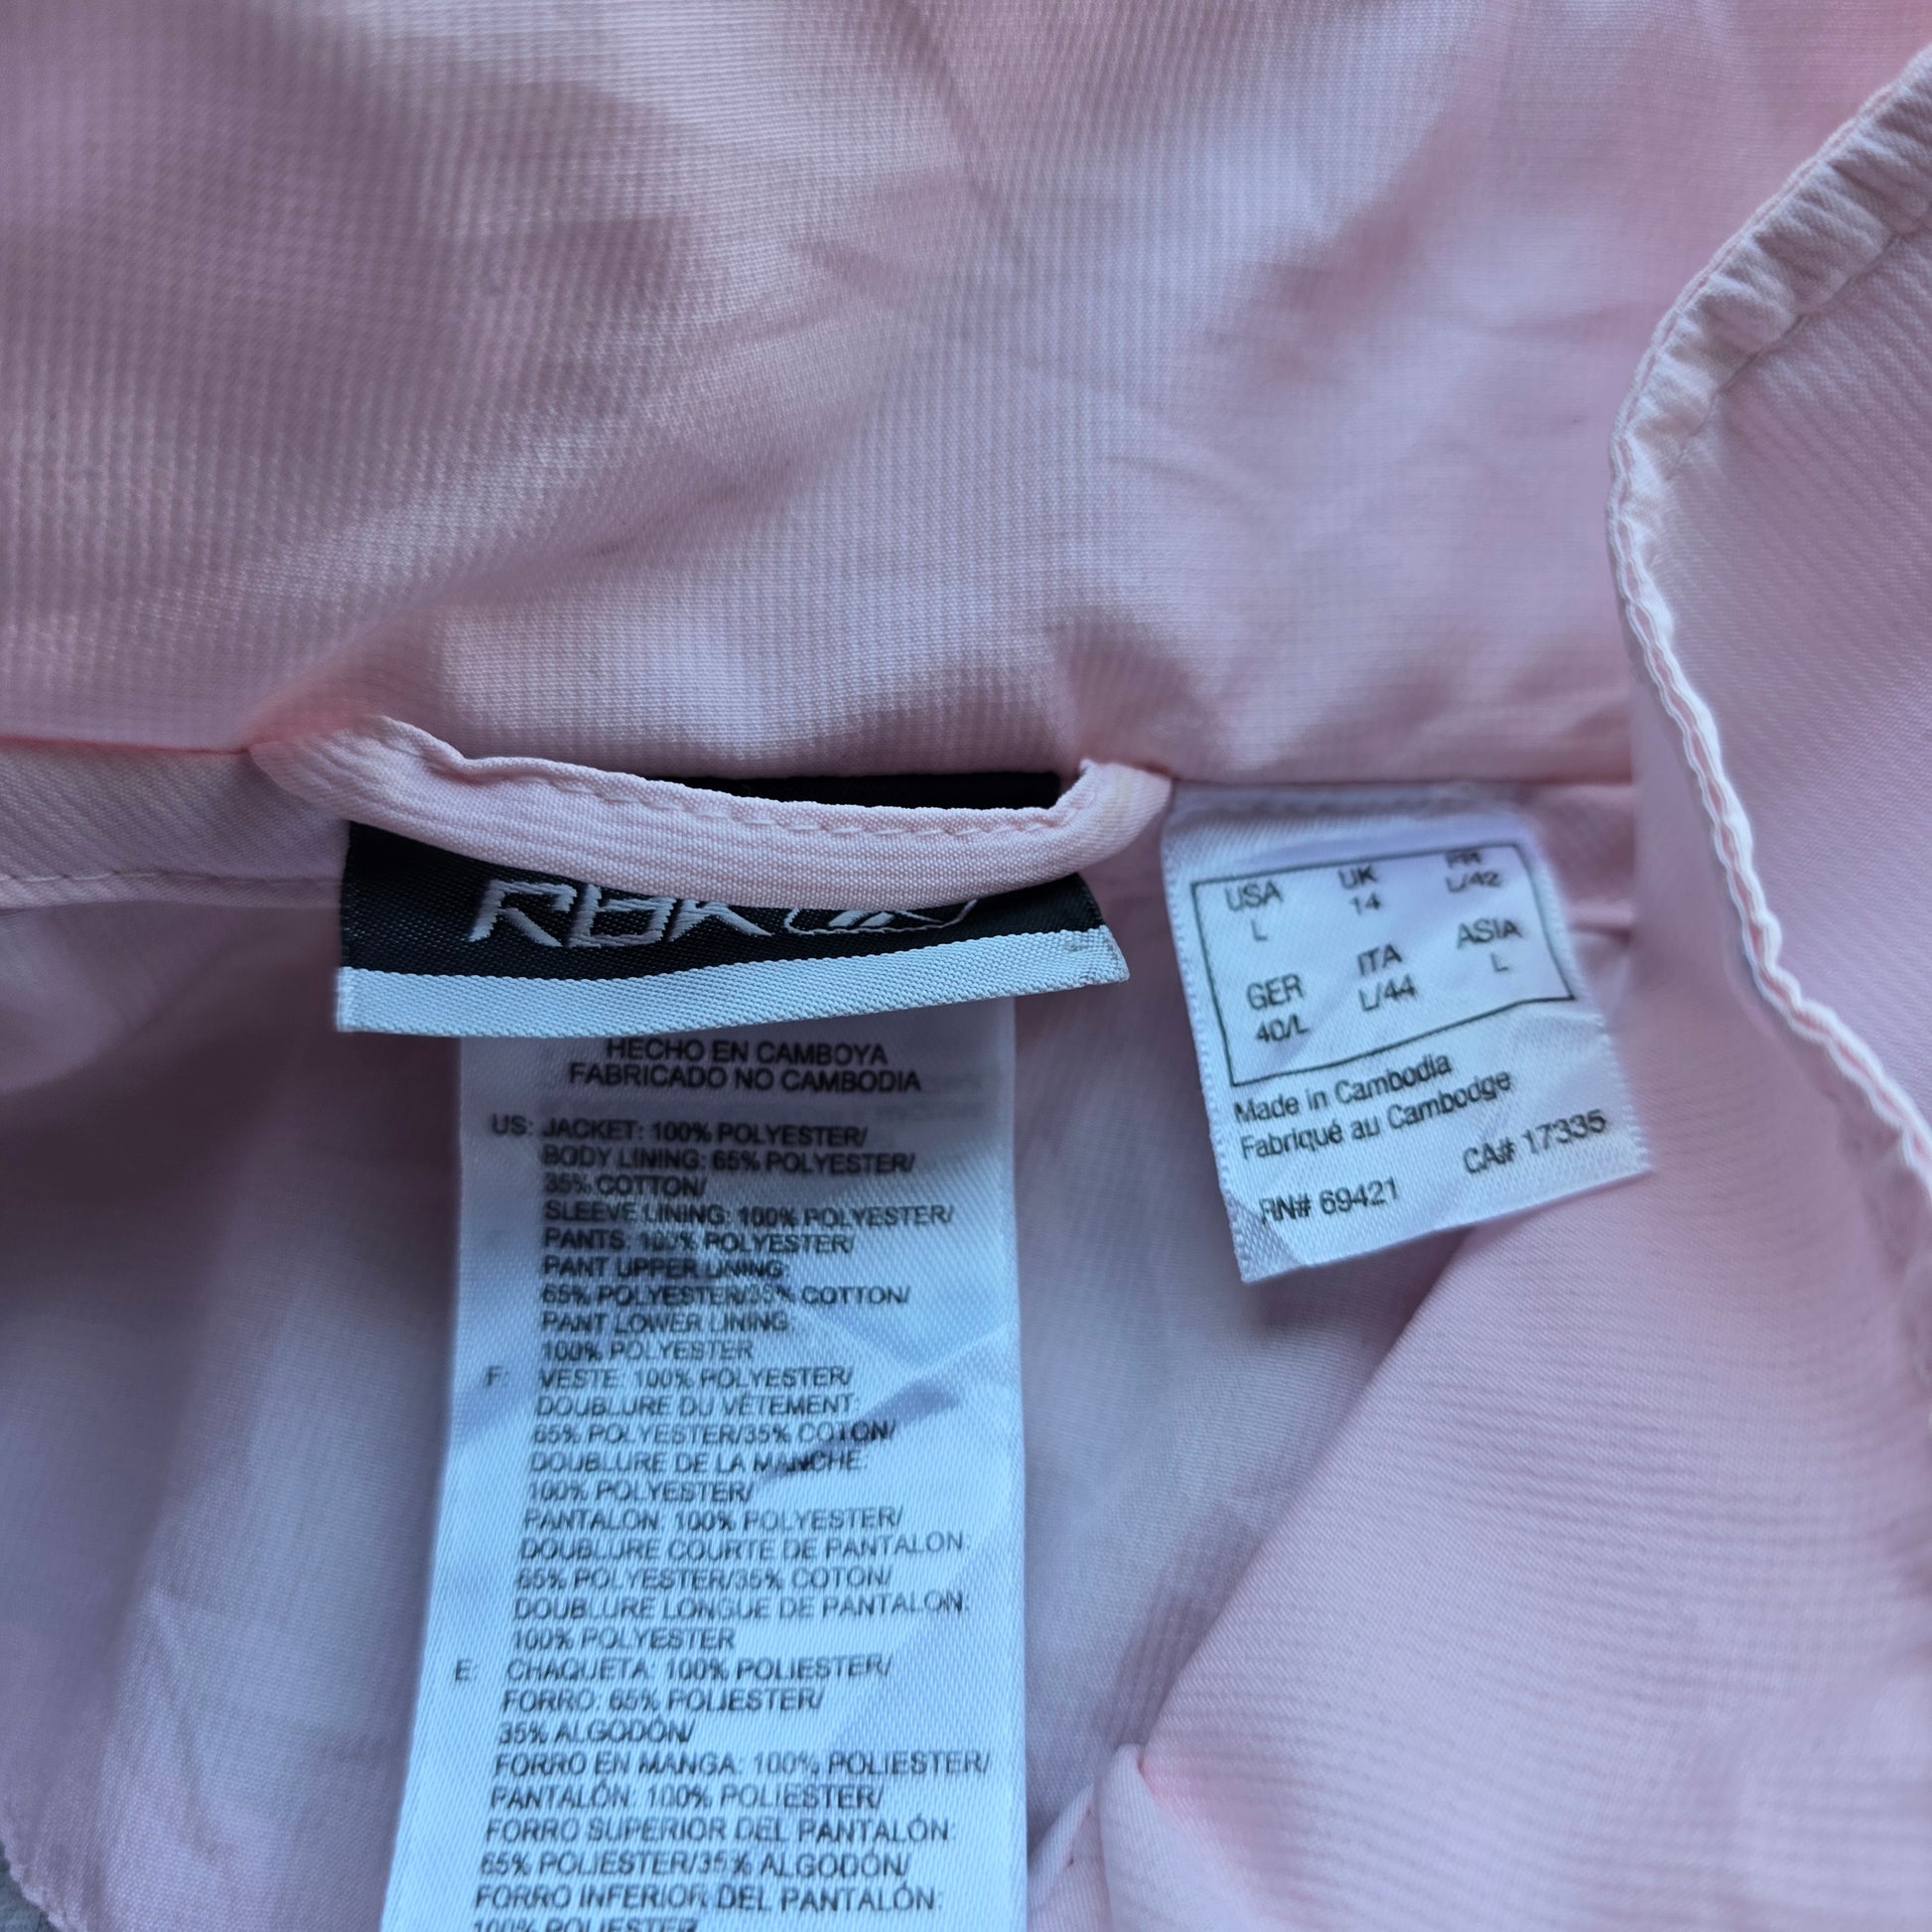 RBK
HECHO EN CAMBOYA
FABRICADO NO CAMBODIA
US: JACKET: 100% POLYESTER/
BODY LINING: 65% POLYESTER/
35% COTTON/
SLEEVE LINING: 100% POLYESTER/
PANTS: 100% POLYESTER/
PANT UPPER LINING:
65% POLYESTER/35% COTTON/
PANT LOWER LINING:
100% POLYESTER
F: VESTE: 100% POLYESTER/
DOUBLURE DU VÊTEMENT:
65% POLYESTER/35% COTON/
DOUBLURE DE LA MANCHE:
100% POLYESTER/
PANTALON: 100% POLYESTER/
DOUBLURE COURTE DE PANTALON:
65% POLYESTER/35% COTON/
DOUBLURE LONGUE DE PANTALON:
100% POLYESTER
E: CHAQUETA: 100% POLIESTER/
FORRO: 65% POLIESTER/
35% ALGODÓN/
FORRO EN MANGA: 100% POLIESTER/
PANTALÓN: 100% POLIESTER/
FORRO SUPERIOR DEL PANTALÓN:
65% POLIESTER/35% ALGODÓN/
FORRO INFERIOR DEL PANTALÓN:
100% POLIESTER
USA UK FR
L 14 L/42
GER ITA ASIA
40/L L/44 L
Made in Cambodia
Fabriqué au Cambodge
RN# 69421 CA# 17335